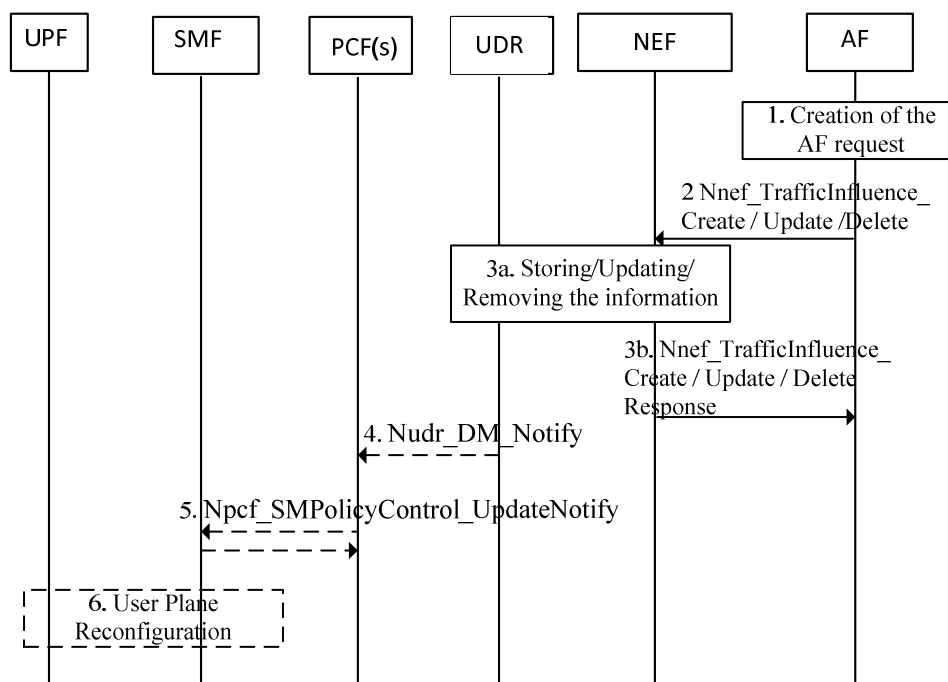 UPF
SMF
PCF(s)
UDR
NEF
AF
1. Creation of the
AF request
2 Nnef_TrafficInfluence_
Create / Update /Delete
3a. Storing/Updating/
Removing the information
3b. Nnef_TrafficInfluence_
Create / Update / Delete
Response
4. Nudr_DM_Notify
5. Npcf_SMPolicyControl_UpdateNotify
6. User Plane
Reconfiguration